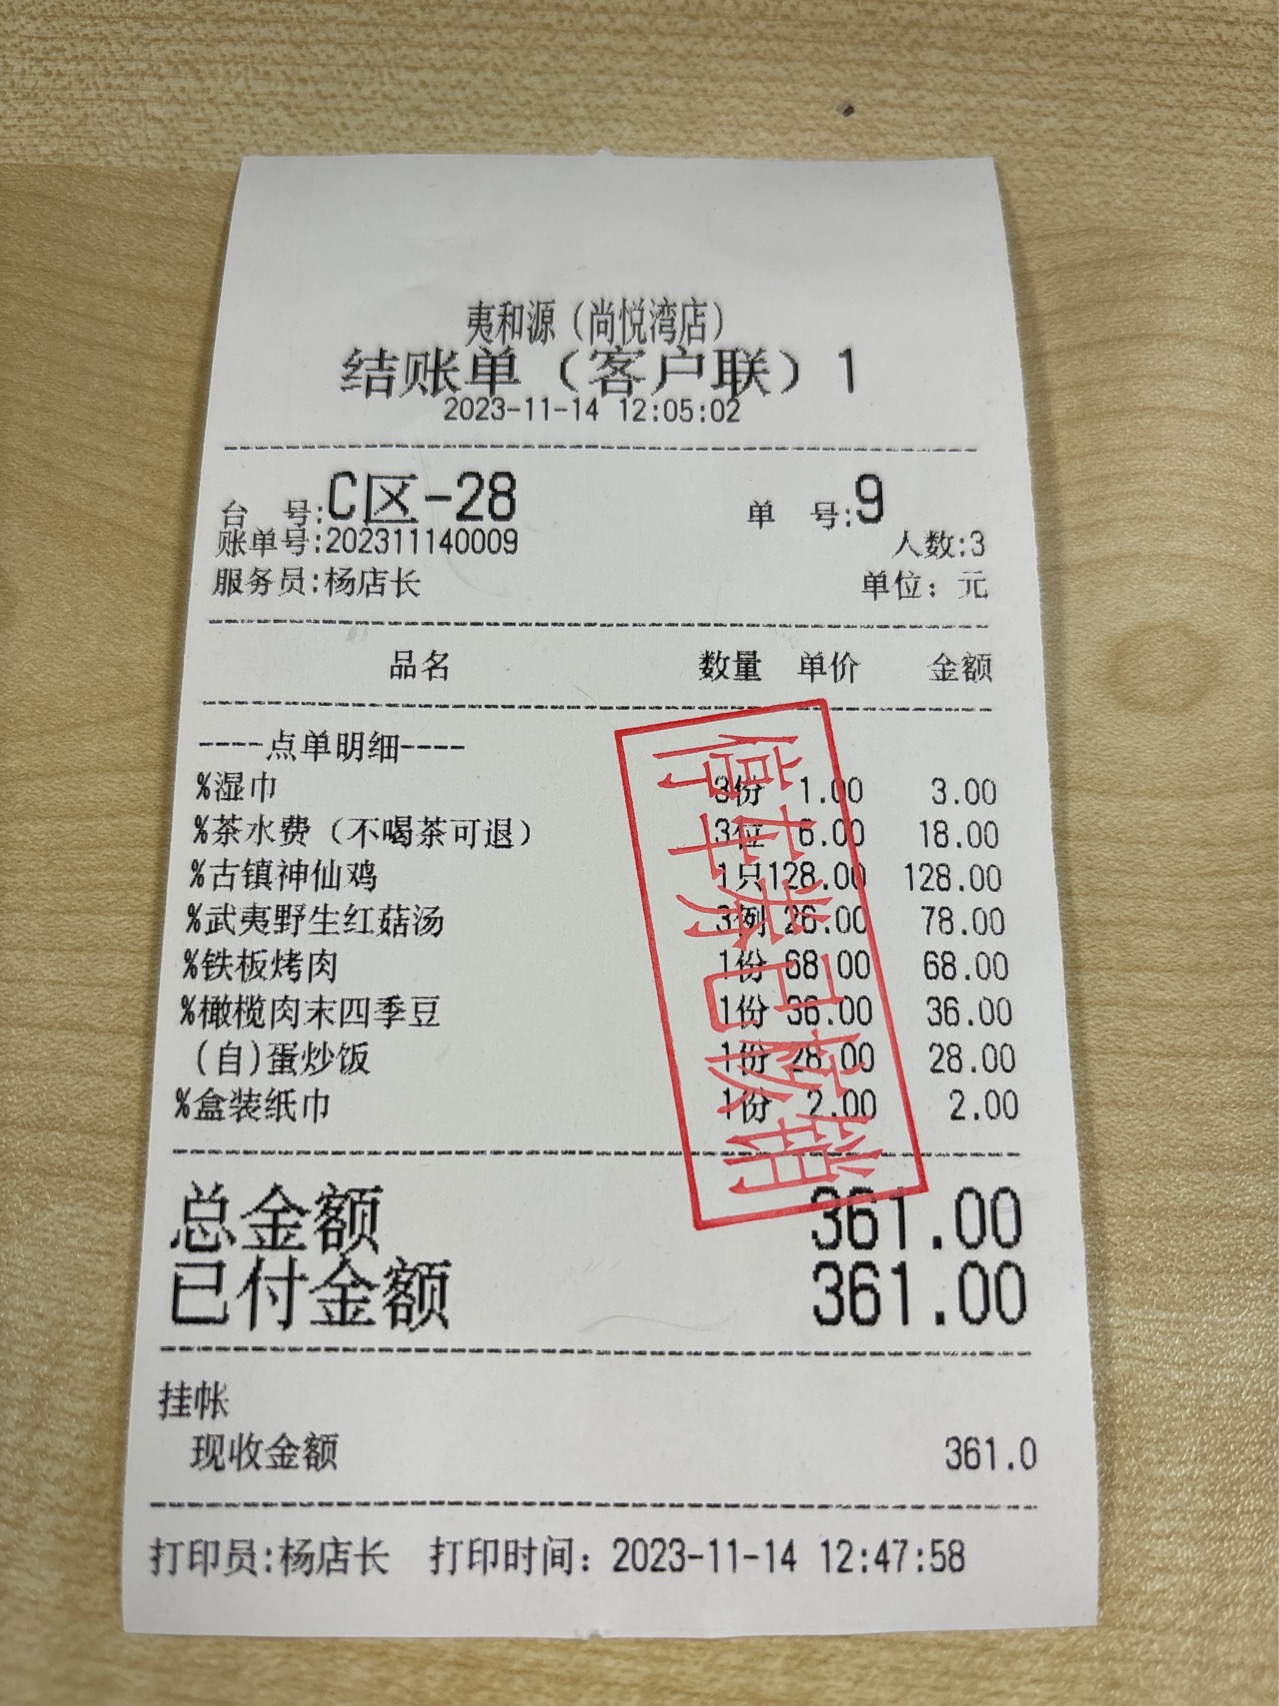 夷和源（尚悦湾店）
结账单（客户联）1
2023-11-14 12:05:02
台 号:C区-28 单 号:9
账单号:202311140009 人数:3
服务员:杨店长 单位：元
品名 数量 单价 金额
----点单明细----
%湿巾 3份 1.00 3.00
%茶水费（不喝茶可退） 3位 6.00 18.00
%古镇神仙鸡 1只128.00 128.00
%武夷野生红菇汤 3例 26.00 78.00
%铁板烤肉 1份 68.00 68.00
%橄榄肉末四季豆 1份 36.00 36.00
(自)蛋炒饭 1份 28.00 28.00
%盒装纸巾 1份 2.00 2.00
停车券已核销
总金额 361.00
已付金额 361.00
挂帐
现收金额 361.0
打印员:杨店长 打印时间：2023-11-14 12:47:58